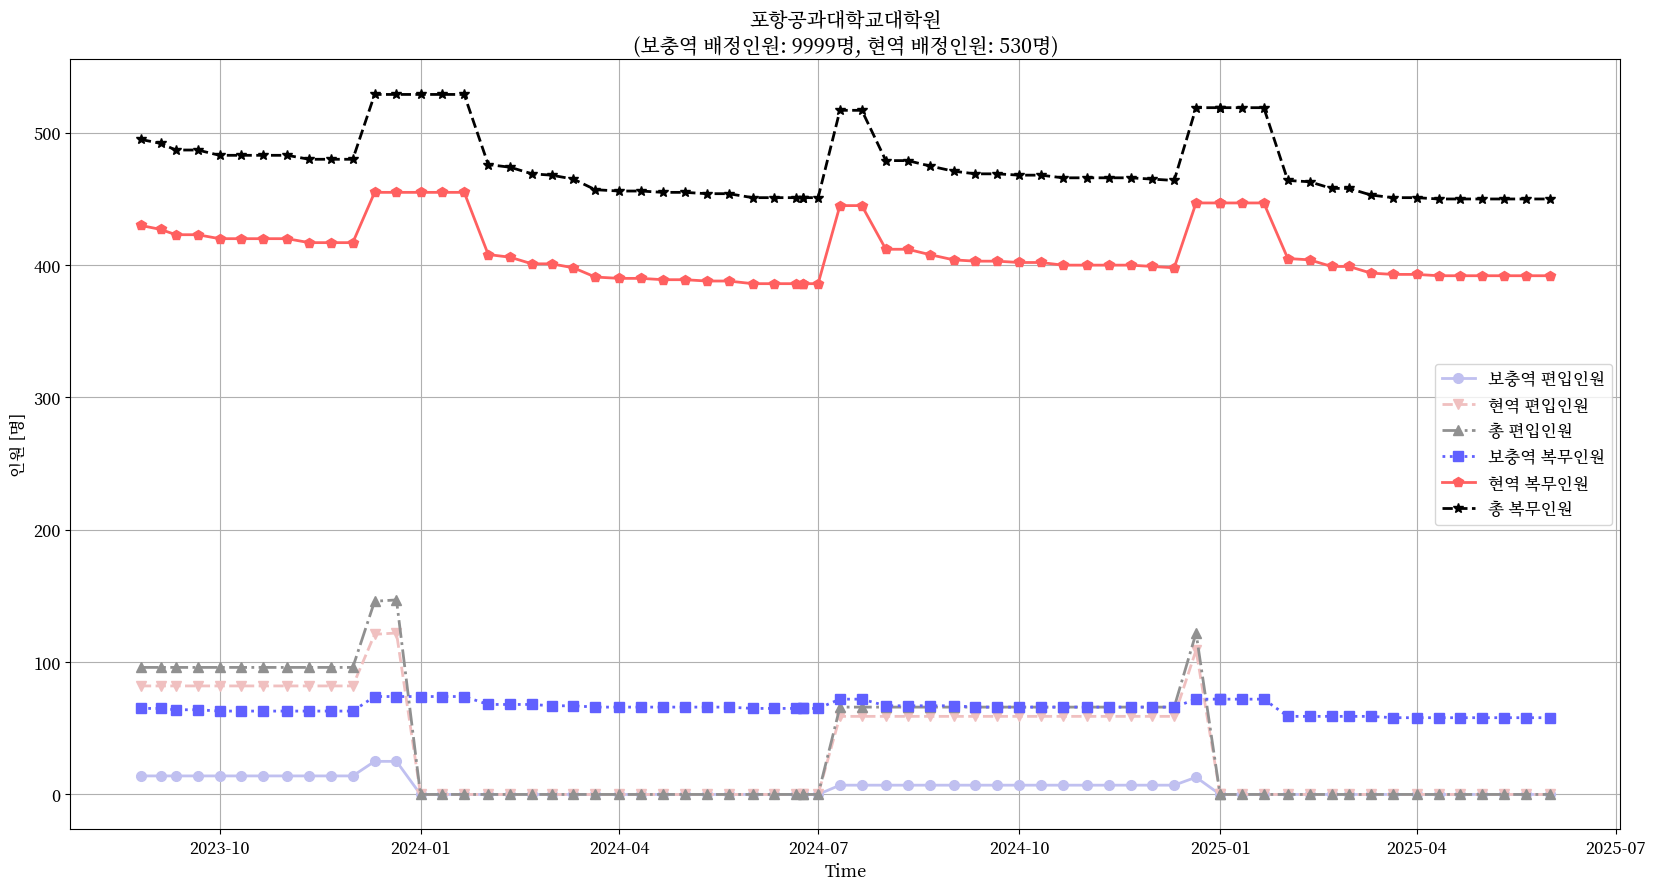 포항공과대학교대학원
(보충역 배정인원: 9999명, 현역 배정인원: 530명)
500
400
300
200
100
0
인원 [명]
보충역 편입인원
현역 편입인원
총 편입인원
보충역 복무인원
현역 복무인원
총 복무인원
2023-10 2024-01 2024-04 2024-07 2024-10 2025-01 2025-04 2025-07
Time